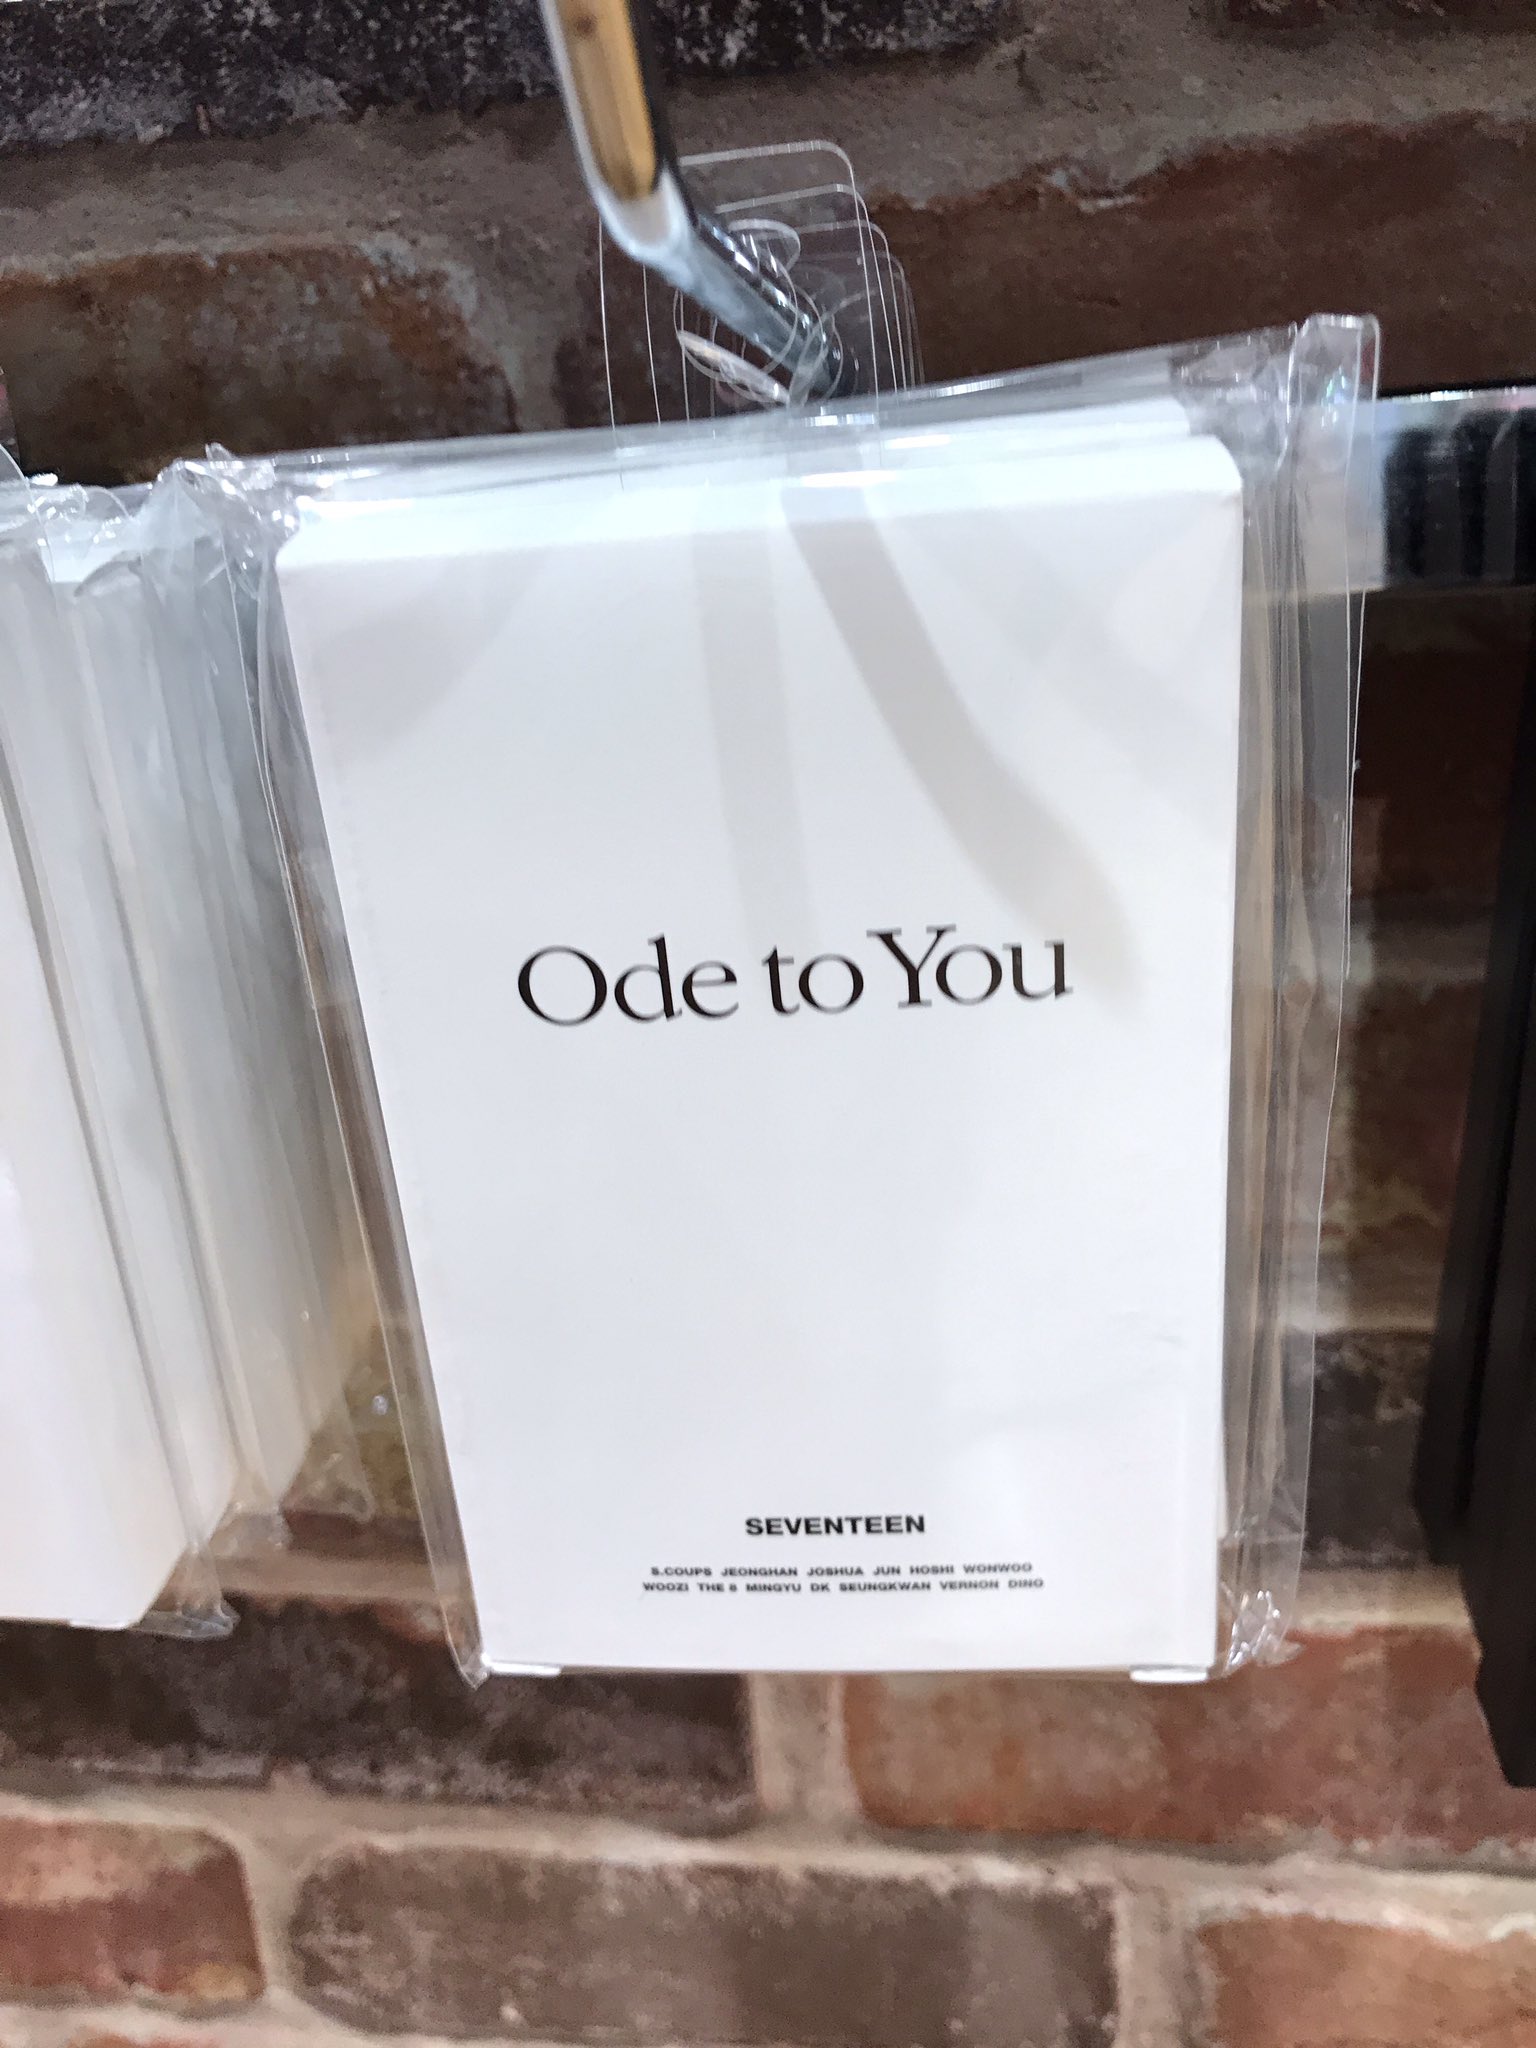 Ode to You
SEVENTEEN
S.COUPS JEONGHAN JOSHUA JUN HOSHI WONWOO
WOOZI THE 8 MINGYU DK SEUNGKWAN VERNON DINO